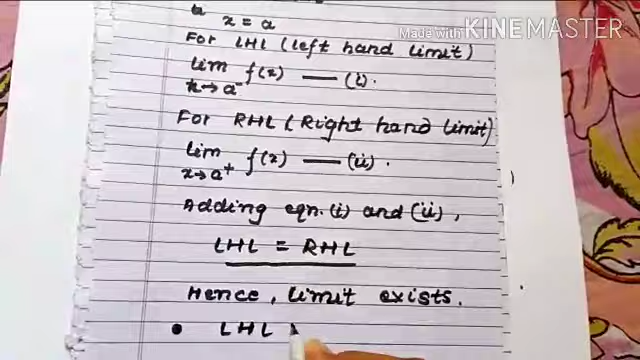 x = a
For LHL (left hand limit)
lim f(x) — (i).
x→a⁻
For RHL (Right hand limit)
lim f(x) — (ii).
x→a⁺
Adding eqn. (i) and (ii),
LHL = RHL
Hence, limit exists.
• LHL
Made with KINEMASTER